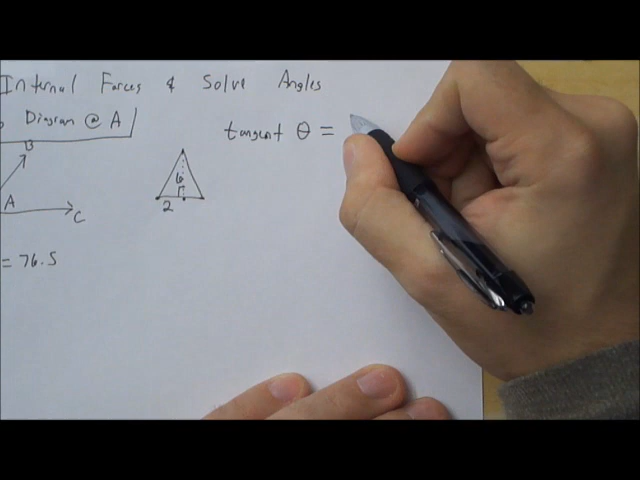 Internal Forces & Solve Angles
Diagram @ A
tangent θ =
B
A
C
6
2
= 76.5